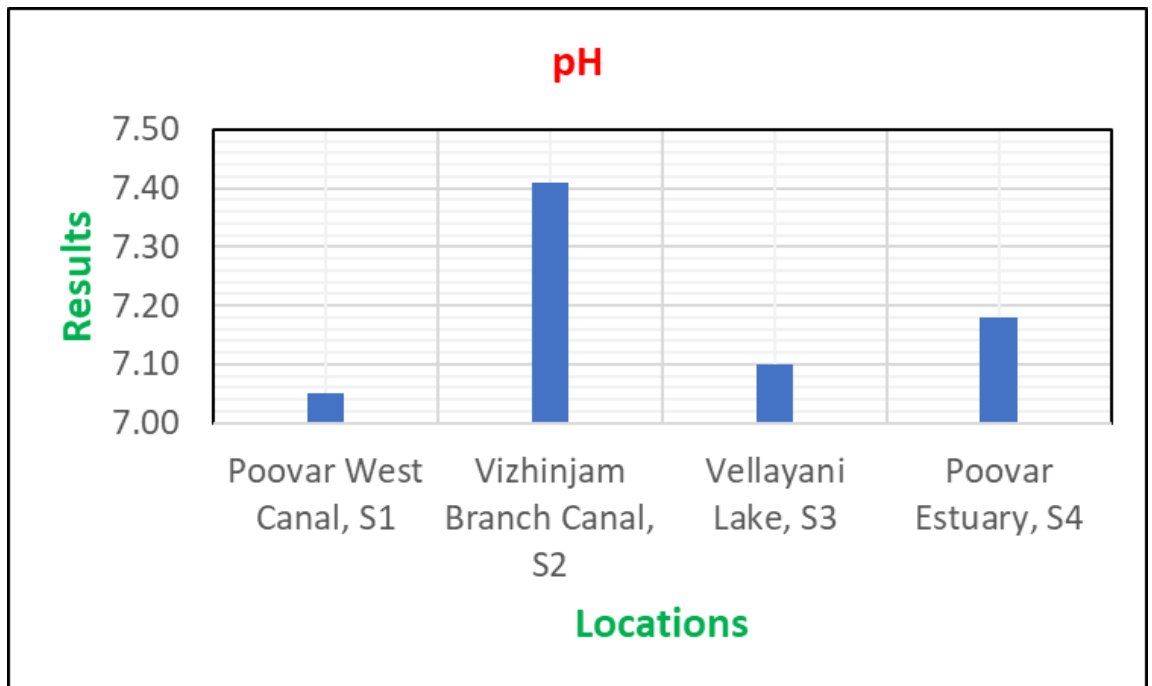 pH
7.50
7.40
7.30
7.20
7.10
7.00
Results
Poovar West
Canal, S1
Vizhinjam
Branch Canal,
S2
Vellayani
Lake, S3
Poovar
Estuary, S4
Locations